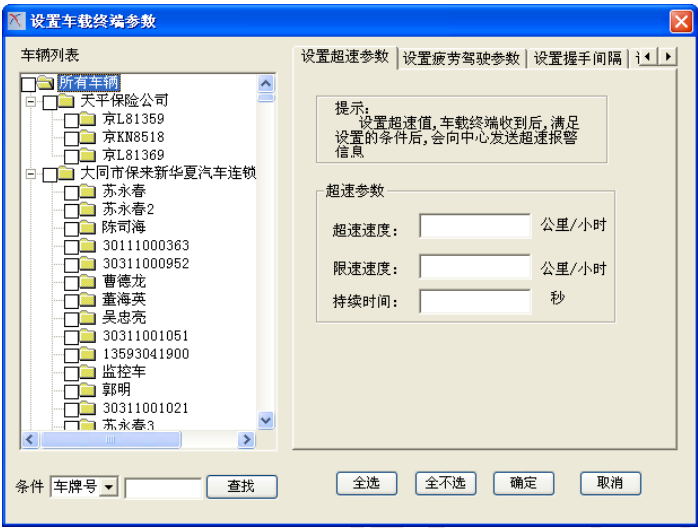 设置车载终端参数
车辆列表
所有车辆
天平保险公司
京L81359
京KN8518
京L81369
大同市保来新华夏汽车连锁
苏永春
苏永春2
陈司海
30111000363
30311000952
曹德龙
董海英
吴忠亮
30311001051
13593041900
监控车
郭明
30311001021
苏永春3
条件 车牌号 查找
设置超速参数 设置疲劳驾驶参数 设置握手间隔
提示:
设置超速值,车载终端收到后,满足
设置的条件后,会向中心发送超速报警
信息
超速参数
超速速度: 公里/小时
限速速度: 公里/小时
持续时间: 秒
全选 全不选 确定 取消